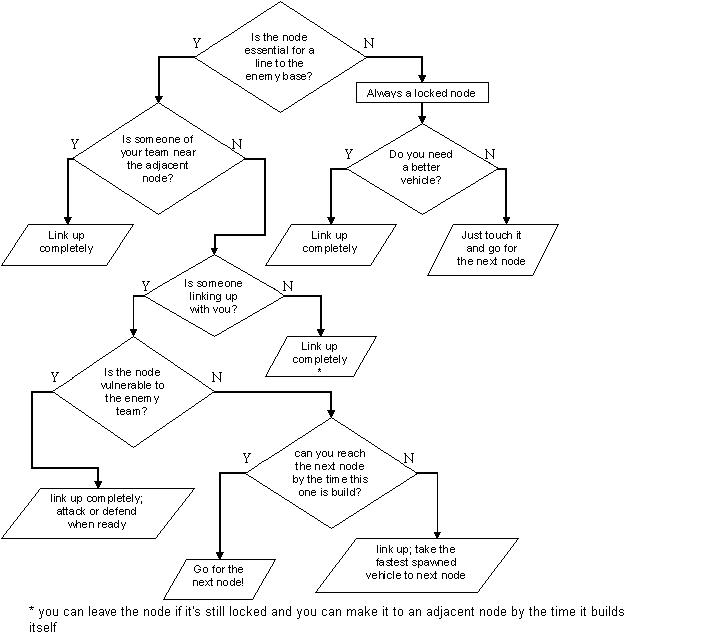 Is the node
essential for a
line to the
enemy base?
Y
N
Always a locked node
Is someone of
your team near
the adjacent
node?
Y
N
Do you need
a better
vehicle?
Y
N
Link up
completely
Link up
completely
Just touch it
and go for
the next node
Is someone
linking up
with you?
Y
N
Link up
completely
*
Is the node
vulnerable to
the enemy
team?
Y
N
can you reach
the next node
by the time this
one is build?
Y
N
link up completely;
attack or defend
when ready
Go for the
next node!
link up; take the
fastest spawned
vehicle to next node
* you can leave the node if it's still locked and you can make it to an adjacent node by the time it builds
itself